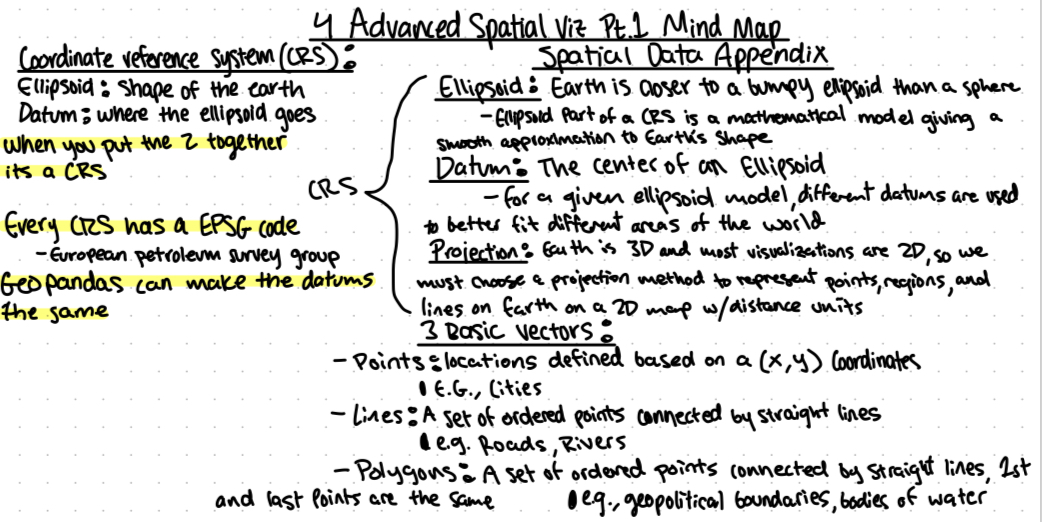 4 Advanced Spatial Viz Pt.1 Mind Map
Coordinate reference system (CRS):
Ellipsoid: Shape of the earth
Datum: where the ellipsoid goes
when you put the 2 together
its a CRS
Every CRS has a EPSG code
- European petroleum survey group
Geopandas can make the datums
the same
Spatial Data Appendix
CRS
Ellipsoid: Earth is closer to a bumpy ellipsoid than a sphere
- Ellipsoid Part of a CRS is a mathematical model giving a
smooth approximation to Earth's Shape
Datum: The center of an Ellipsoid
- for a given ellipsoid model, different datums are used
to better fit different areas of the world
Projection: Earth is 3D and most visualizations are 2D, so we
must choose a projection method to represent points, regions, and
lines on Earth on a 2D map w/distance units
3 Basic Vectors:
- Points: locations defined based on a (x,y) Coordinates
E.G., Cities
- Lines: A set of ordered points connected by straight lines
e.g. Roads, Rivers
- Polygons: A set of ordered points connected by straight lines, 1st
and last Points are the same
eg., geopolitical boundaries, bodies of water